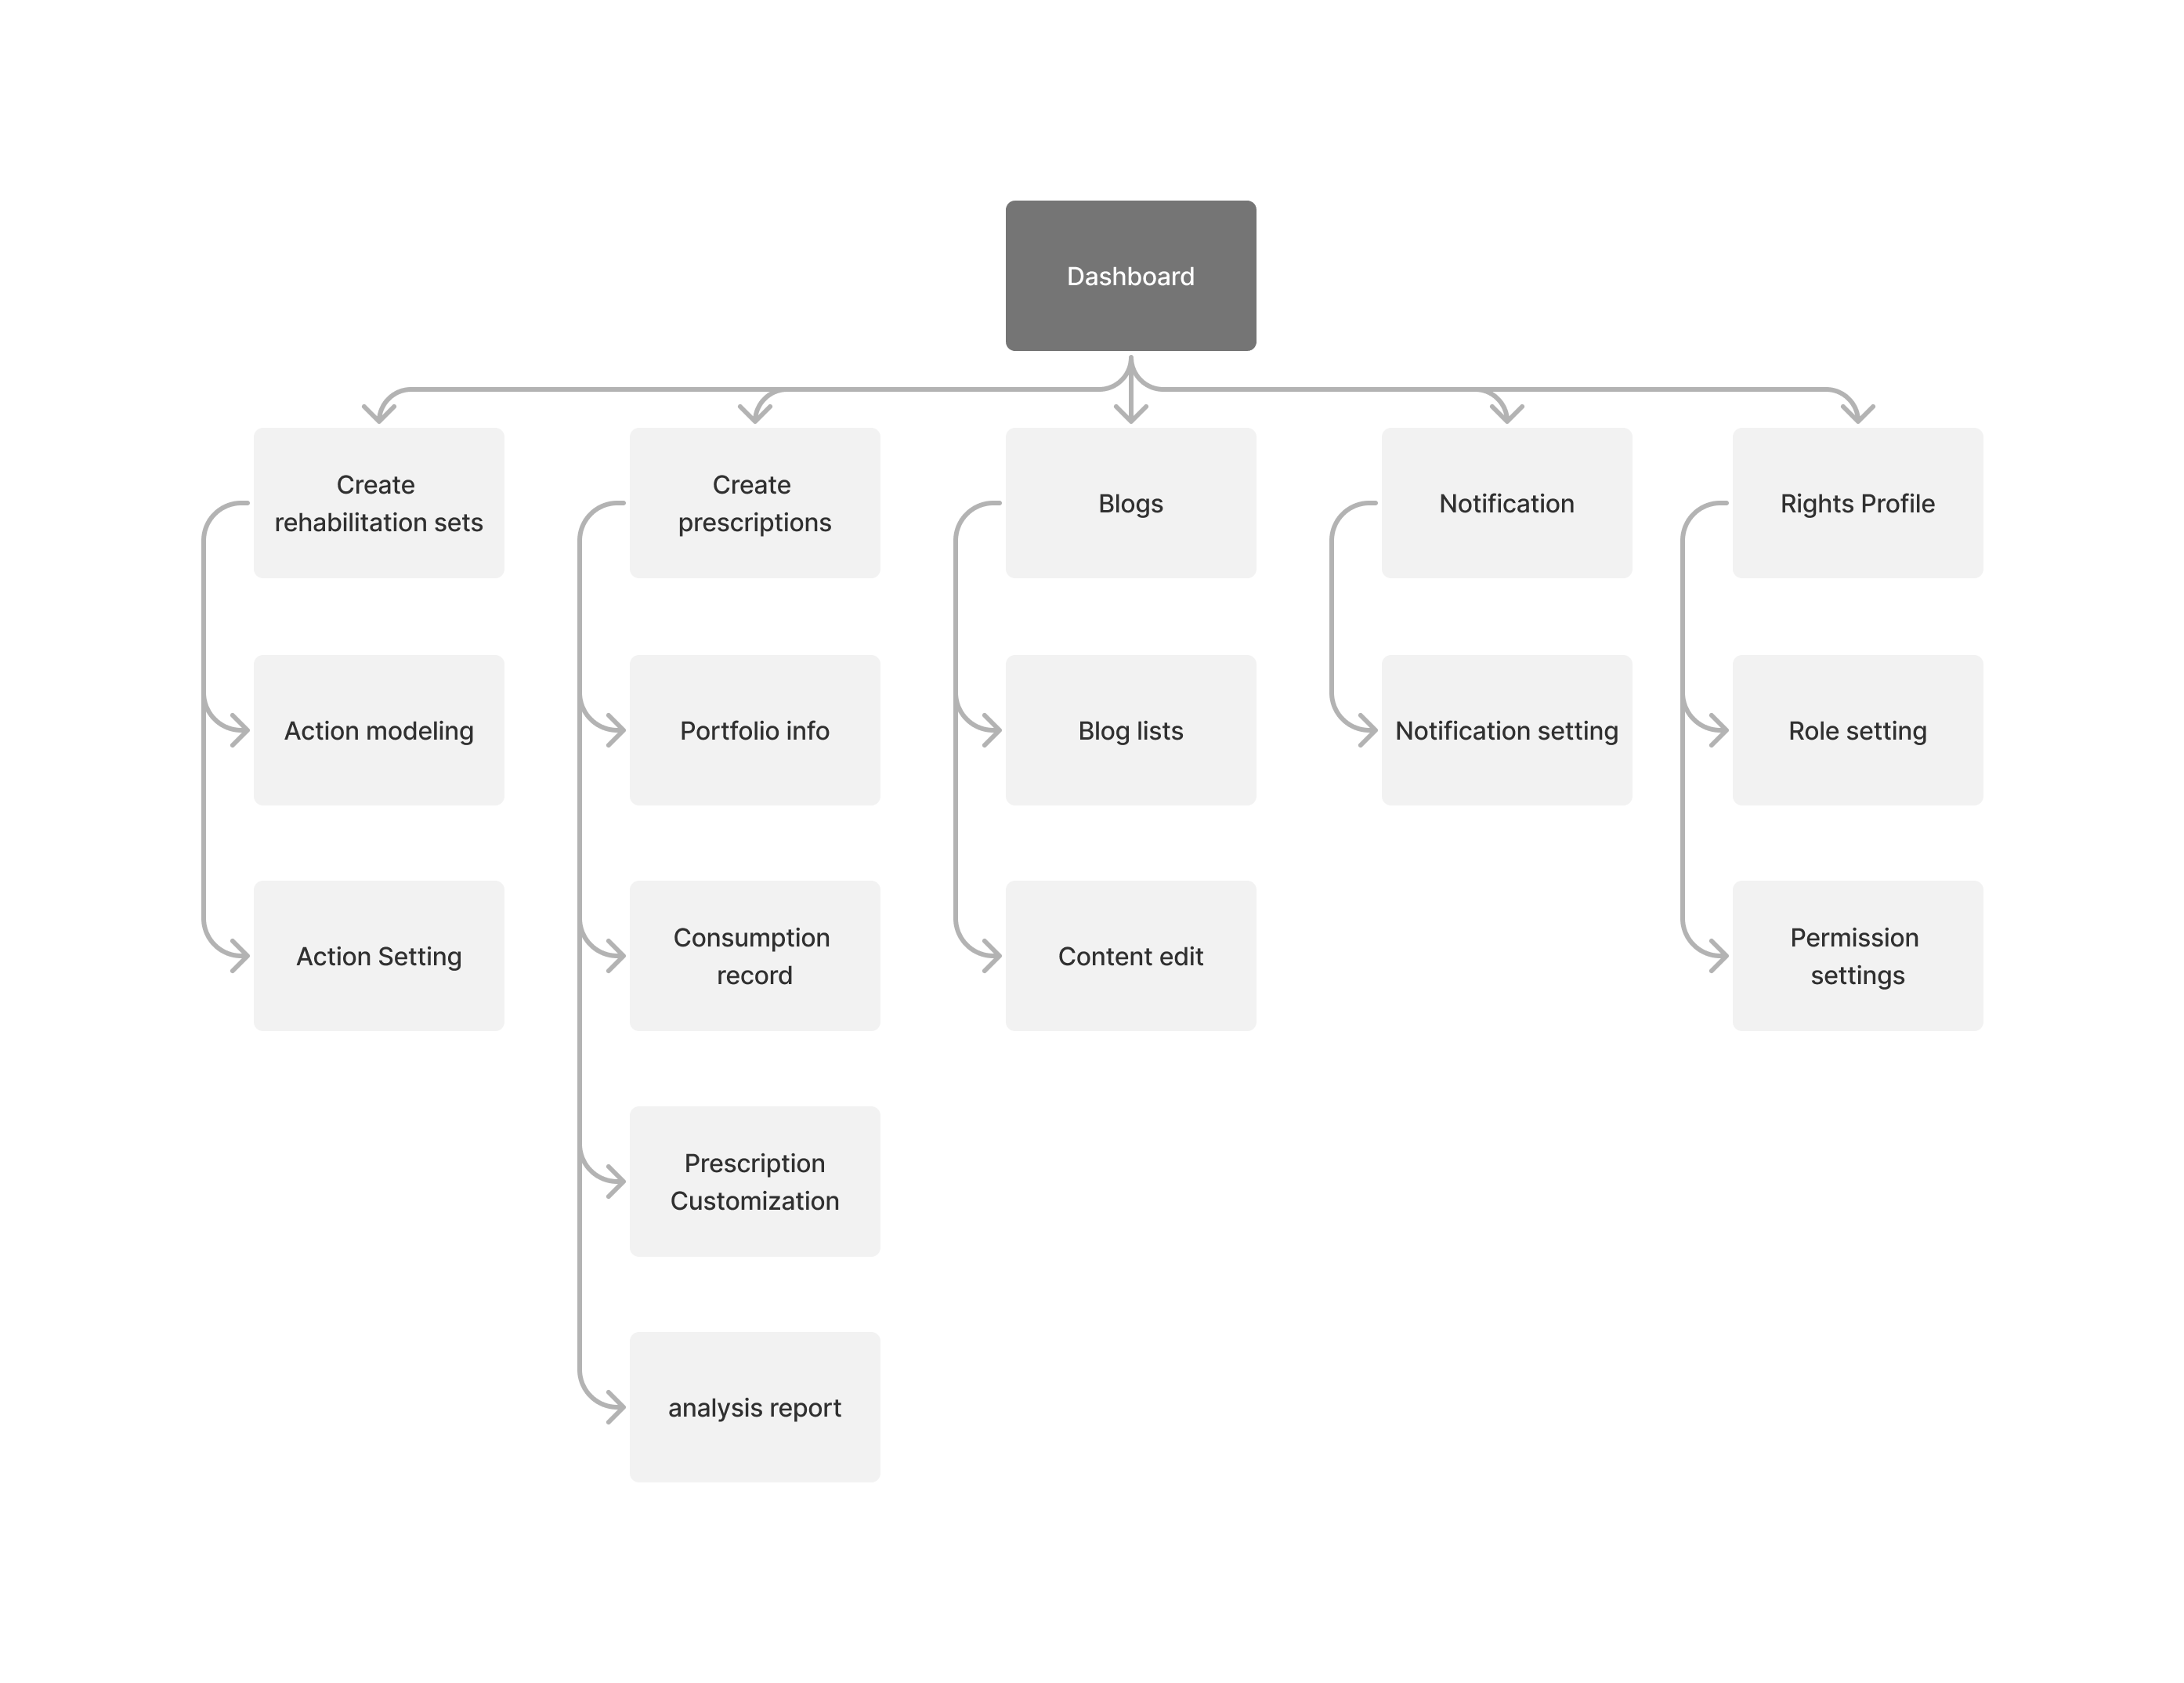 Dashboard
Create
rehabilitation sets
Create
prescriptions
Blogs
Notification
Rights Profile
Action modeling
Portfolio info
Blog lists
Notification setting
Role setting
Action Setting
Consumption
record
Content edit
Permission
settings
Prescription
Customization
analysis report